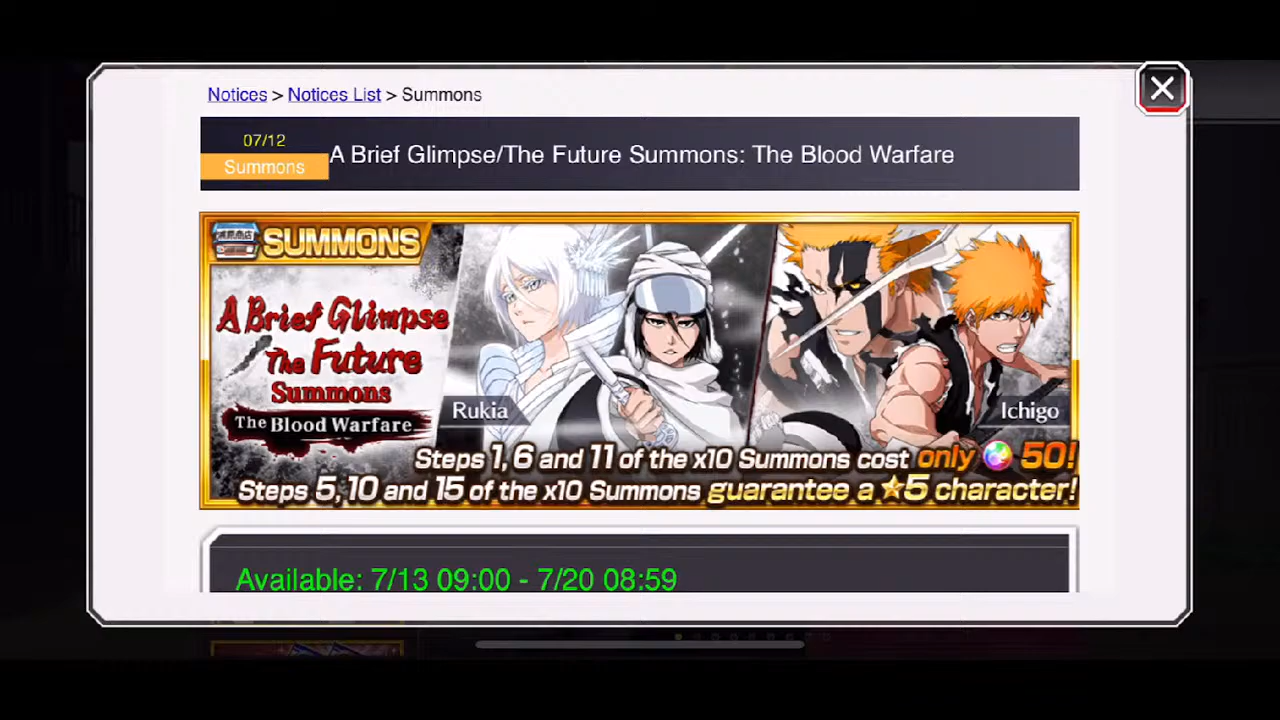 Notices > Notices List > Summons
07/12
Summons
A Brief Glimpse/The Future Summons: The Blood Warfare
SUMMONS
A Brief Glimpse
The Future
Summons
The Blood Warfare
Rukia
Ichigo
Steps 1, 6 and 11 of the x10 Summons cost only 50!
Steps 5, 10 and 15 of the x10 Summons guarantee a ★5 character!
Available: 7/13 09:00 - 7/20 08:59